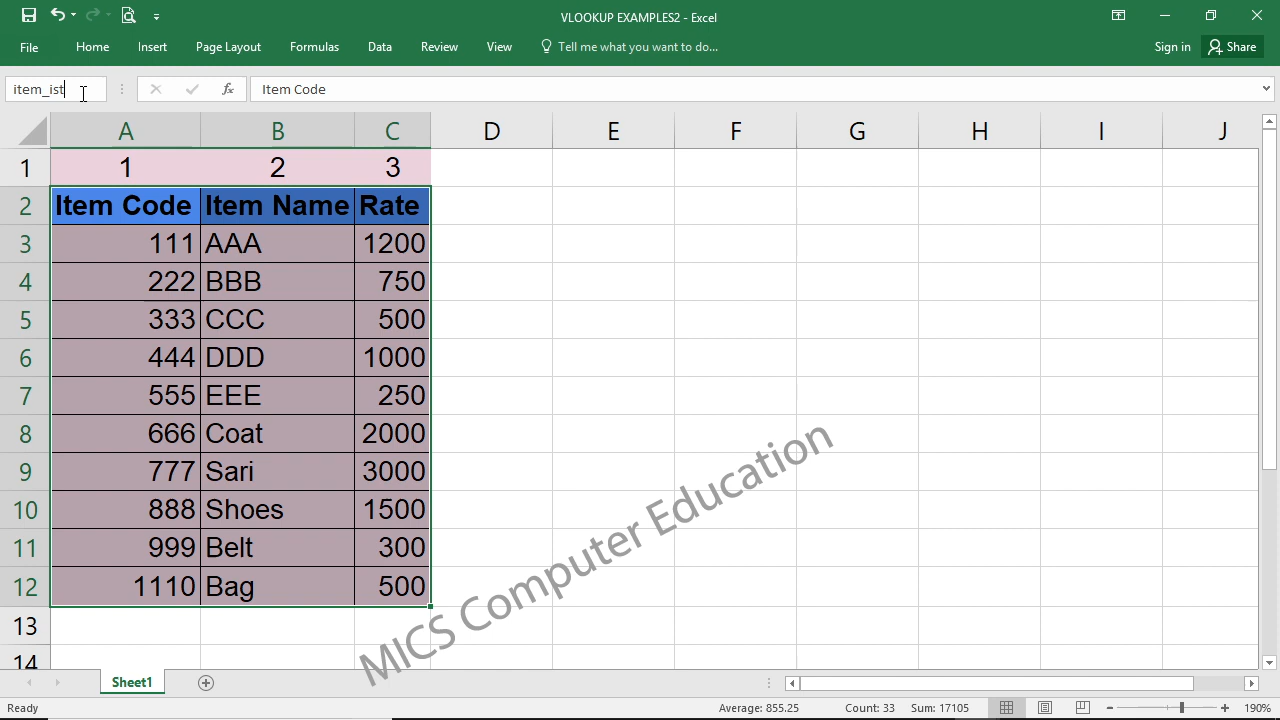 VLOOKUP EXAMPLES2 - Excel
File Home Insert Page Layout Formulas Data Review View Tell me what you want to do... Sign in Share
item_ist fx Item Code
A B C D E F G H I J
1 1 2 3
2 Item Code Item Name Rate
3 111 AAA 1200
4 222 BBB 750
5 333 CCC 500
6 444 DDD 1000
7 555 EEE 250
8 666 Coat 2000
9 777 Sari 3000
10 888 Shoes 1500
11 999 Belt 300
12 1110 Bag 500
13
14
MICS Computer Education
Sheet1
Ready Average: 855.25 Count: 33 Sum: 17105 190%